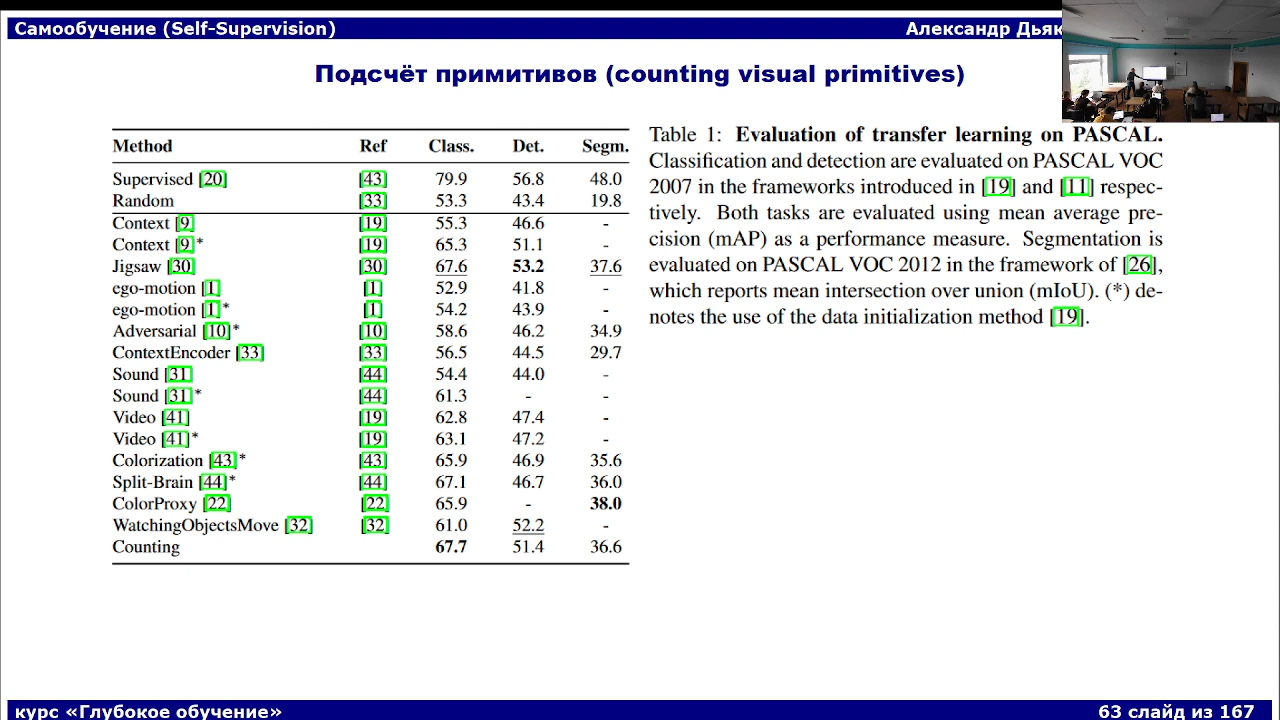 Самообучение (Self-Supervision)
Александр
Подсчёт примитивов (counting visual primitives)
Method Ref Class. Det. Segm.
Supervised [20] [43] 79.9 56.8 48.0
Random [33] 53.3 43.4 19.8
Context [9] [19] 55.3 46.6 -
Context [9]* [19] 65.3 51.1 -
Jigsaw [30] [30] 67.6 53.2 37.6
ego-motion [1] [1] 52.9 41.8 -
ego-motion [1]* [1] 54.2 43.9 -
Adversarial [10]* [10] 58.6 46.2 34.9
ContextEncoder [33] [33] 56.5 44.5 29.7
Sound [31] [44] 54.4 44.0 -
Sound [31]* [44] 61.3 - -
Video [41] [19] 62.8 47.4 -
Video [41]* [19] 63.1 47.2 -
Colorization [43]* [43] 65.9 46.9 35.6
Split-Brain [44]* [44] 67.1 46.7 36.0
ColorProxy [22] [22] 65.9 - 38.0
WatchingObjectsMove [32] [32] 61.0 52.2 -
Counting 67.7 51.4 36.6
Table 1: Evaluation of transfer learning on PASCAL.
Classification and detection are evaluated on PASCAL VOC
2007 in the frameworks introduced in [19] and [11] respec-
tively. Both tasks are evaluated using mean average pre-
cision (mAP) as a performance measure. Segmentation is
evaluated on PASCAL VOC 2012 in the framework of [26],
which reports mean intersection over union (mIoU). (*) de-
notes the use of the data initialization method [19].
курс «Глубокое обучение»
63 слайд из 167